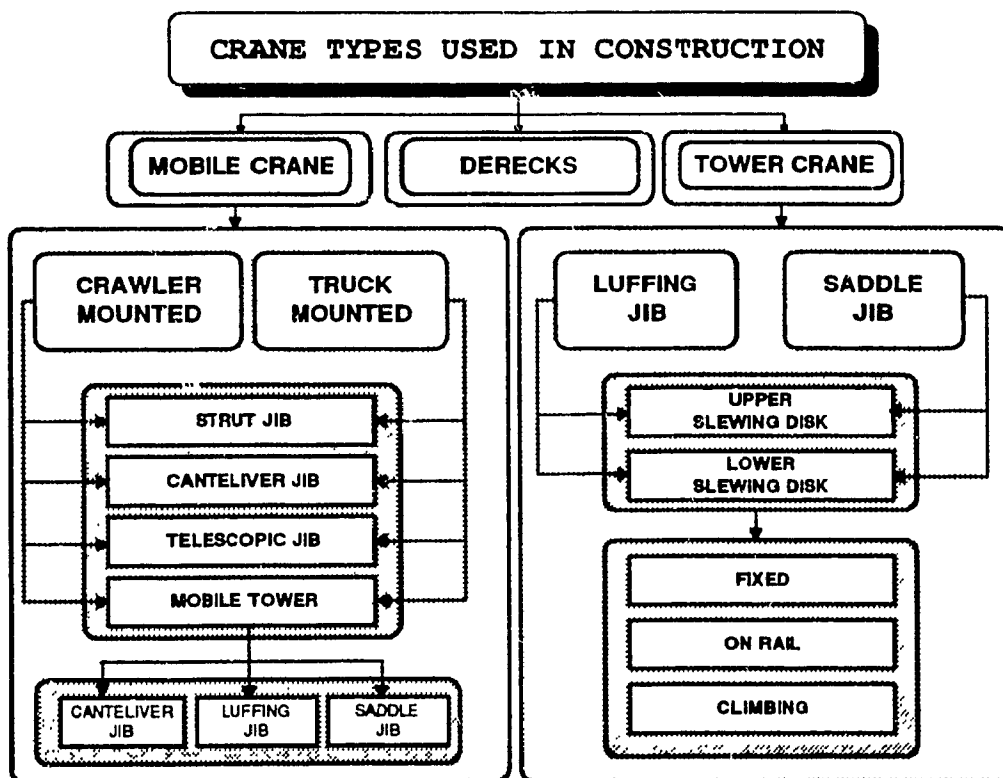 CRANE TYPES USED IN CONSTRUCTION
MOBILE CRANE
DERECKS
TOWER CRANE
CRAWLER
MOUNTED
TRUCK
MOUNTED
STRUT JIB
CANTELIVER JIB
TELESCOPIC JIB
MOBILE TOWER
CANTELIVER
JIB
LUFFING
JIB
SADDLE
JIB
LUFFING
JIB
SADDLE
JIB
UPPER
SLEWING DISK
LOWER
SLEWING DISK
FIXED
ON RAIL
CLIMBING